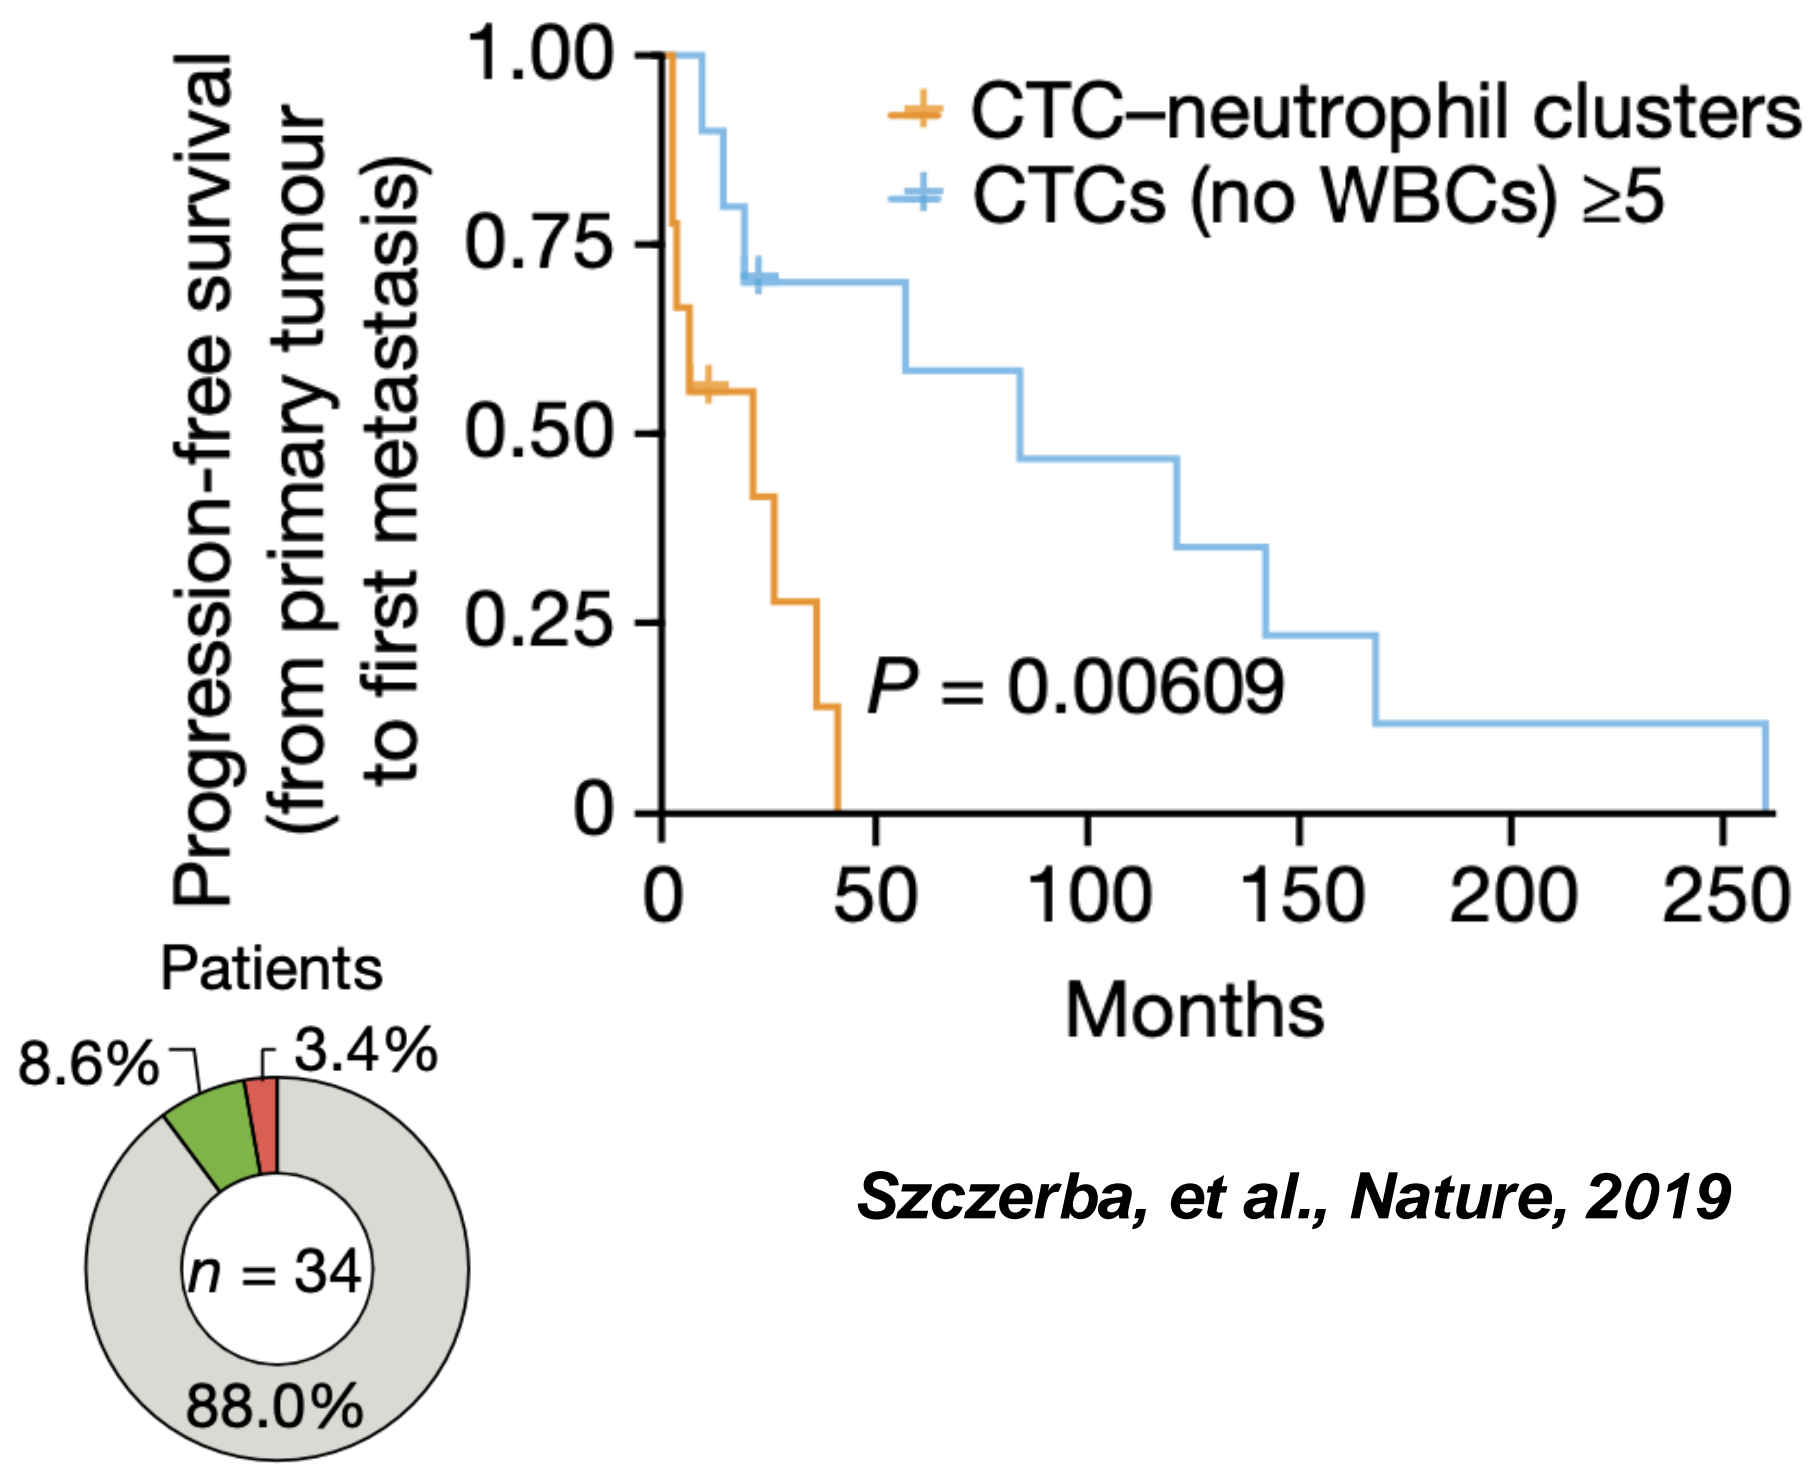 Progression-free survival
(from primary tumour
to first metastasis)
1.00
0.75
0.50
0.25
0
CTC–neutrophil clusters
CTCs (no WBCs) ≥5
P = 0.00609
0 50 100 150 200 250
Months
Patients
8.6% 3.4%
n = 34
88.0%
Szczerba, et al., Nature, 2019